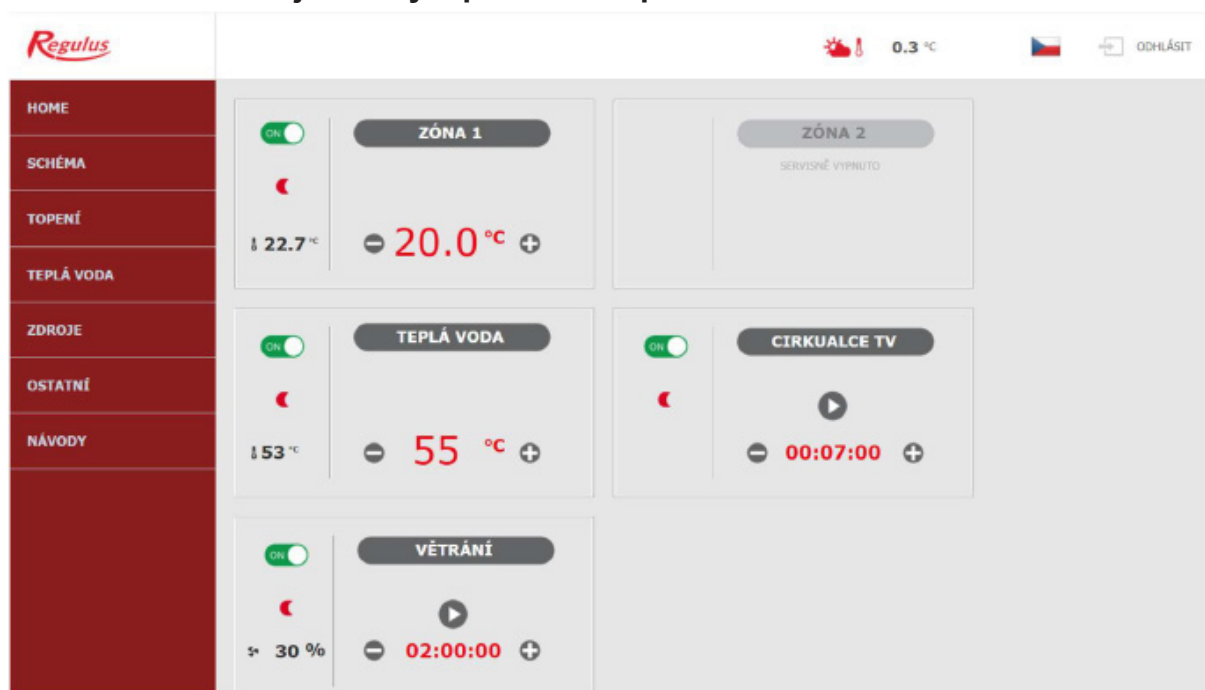 Regulus
0.3 °C
ODHLÁSIT
HOME
SCHÉMA
TOPENÍ
TEPLÁ VODA
ZDROJE
OSTATNÍ
NÁVODY
ON
ZÓNA 1
22.7 °C
20.0 °C
ZÓNA 2
SERVISNĚ VYPNUTO
ON
TEPLÁ VODA
53 °C
55 °C
ON
CIRKUALCE TV
00:07:00
ON
VĚTRÁNÍ
30 %
02:00:00